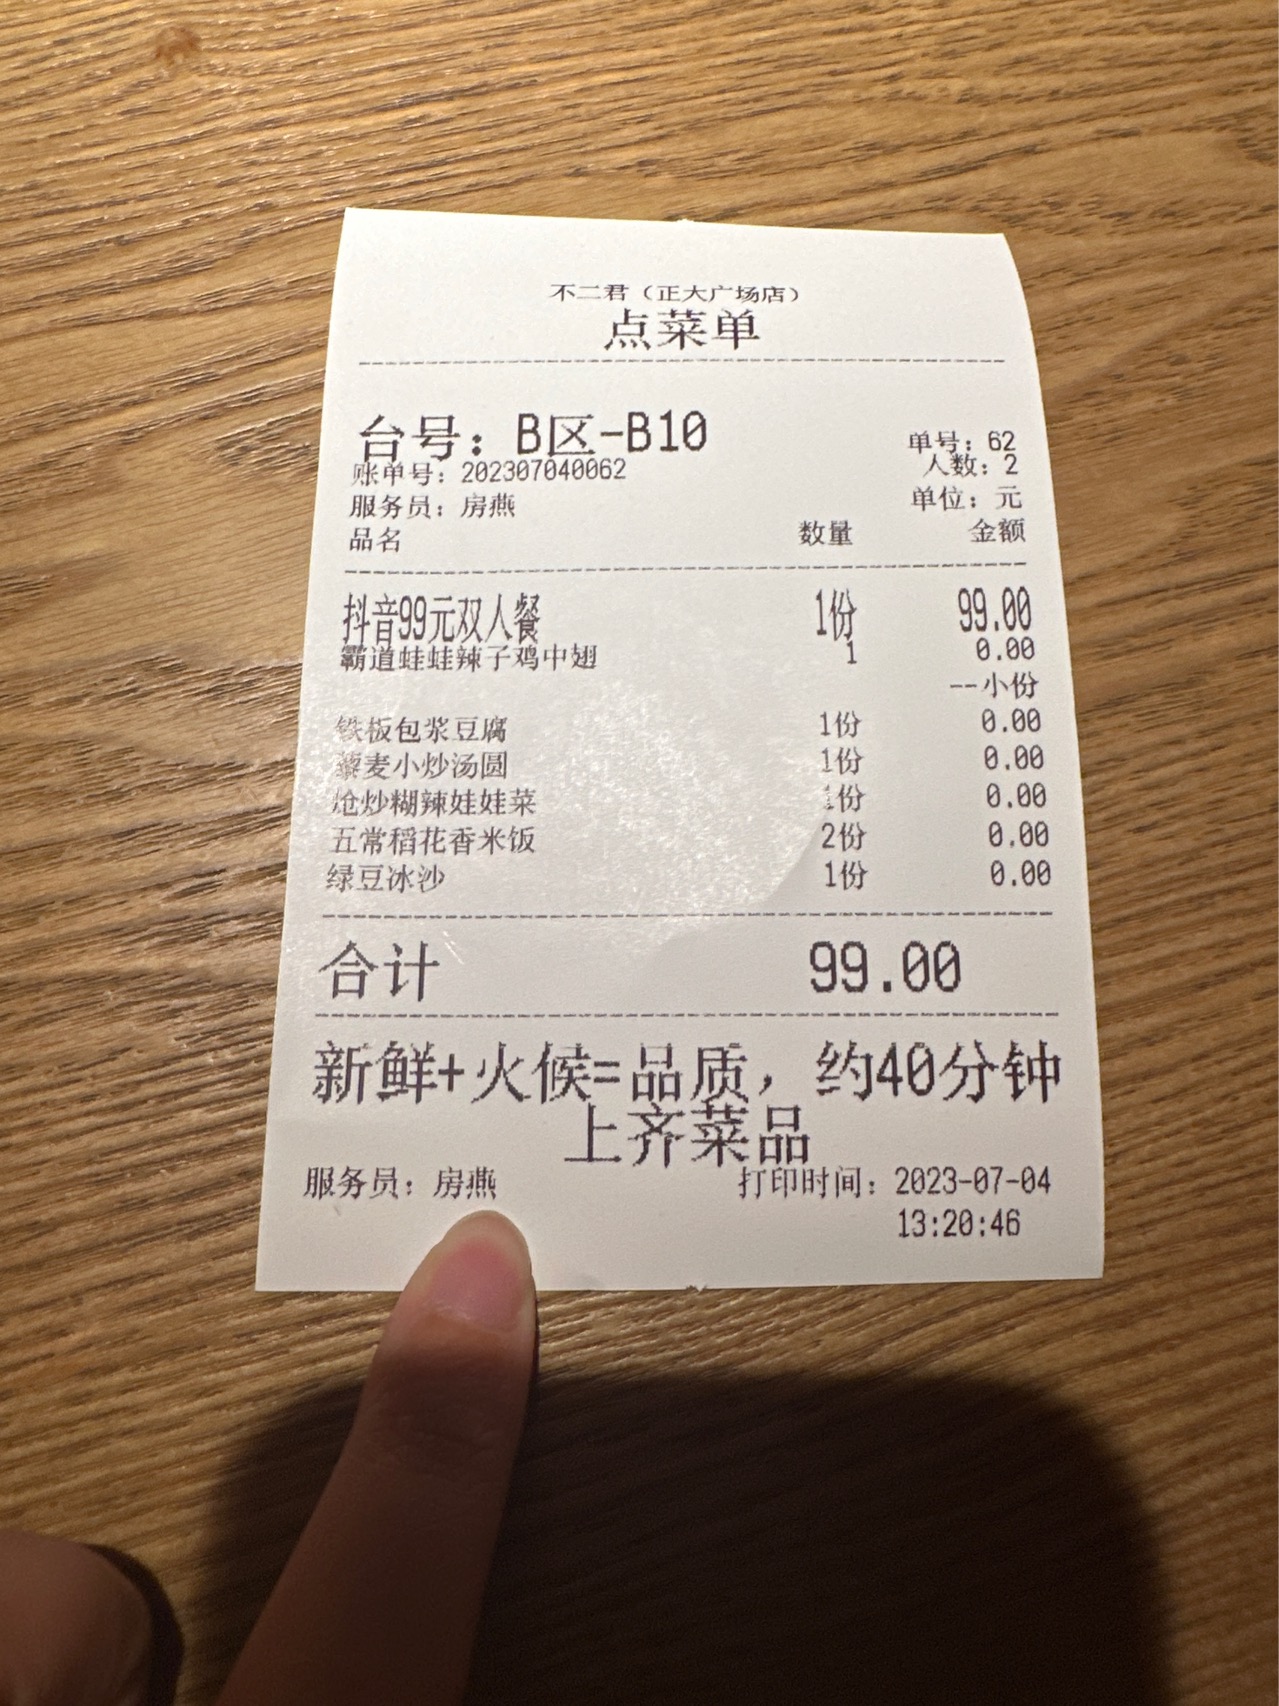 不二君（正大广场店）
点菜单
台号：B区-B10
单号：62
账单号：202307040062
人数：2
服务员：房燕
单位：元
品名 数量 金额
抖音99元双人餐 1份 99.00
霸道蛙蛙辣子鸡中翅 1 0.00
--小份
铁板包浆豆腐 1份 0.00
藜麦小炒汤圆 1份 0.00
炝炒糊辣娃娃菜 1份 0.00
五常稻花香米饭 2份 0.00
绿豆冰沙 1份 0.00
合计 99.00
新鲜+火候=品质，约40分钟
上齐菜品
服务员：房燕 打印时间：2023-07-04
13:20:46